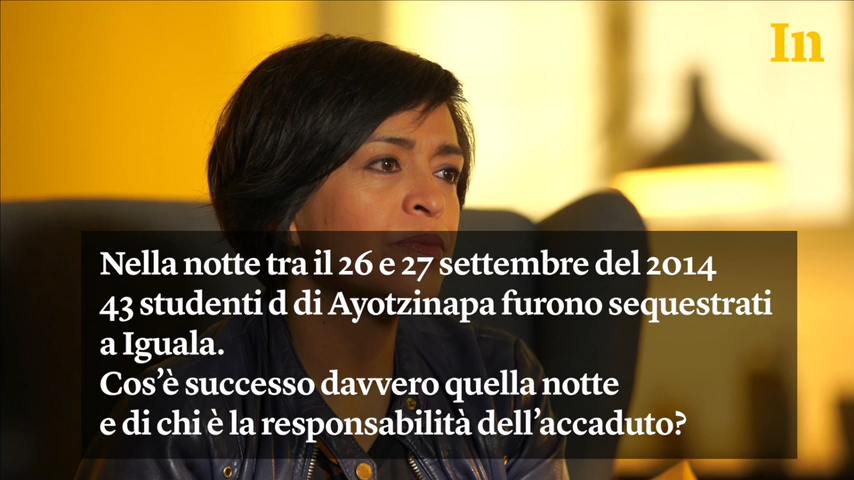 In
Nella notte tra il 26 e 27 settembre del 2014
43 studenti d di Ayotzinapa furono sequestrati
a Iguala.
Cos’è successo davvero quella notte
e di chi è la responsabilità dell’accaduto?